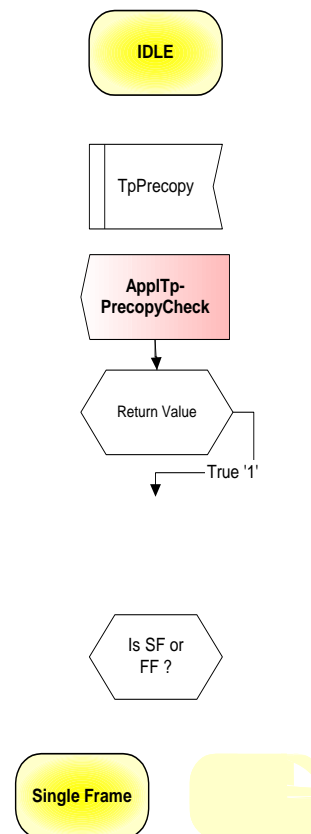 IDLE
TpPrecopy
ApplTp-
PrecopyCheck
Return Value
True '1'
Is SF or
FF ?
Single Frame